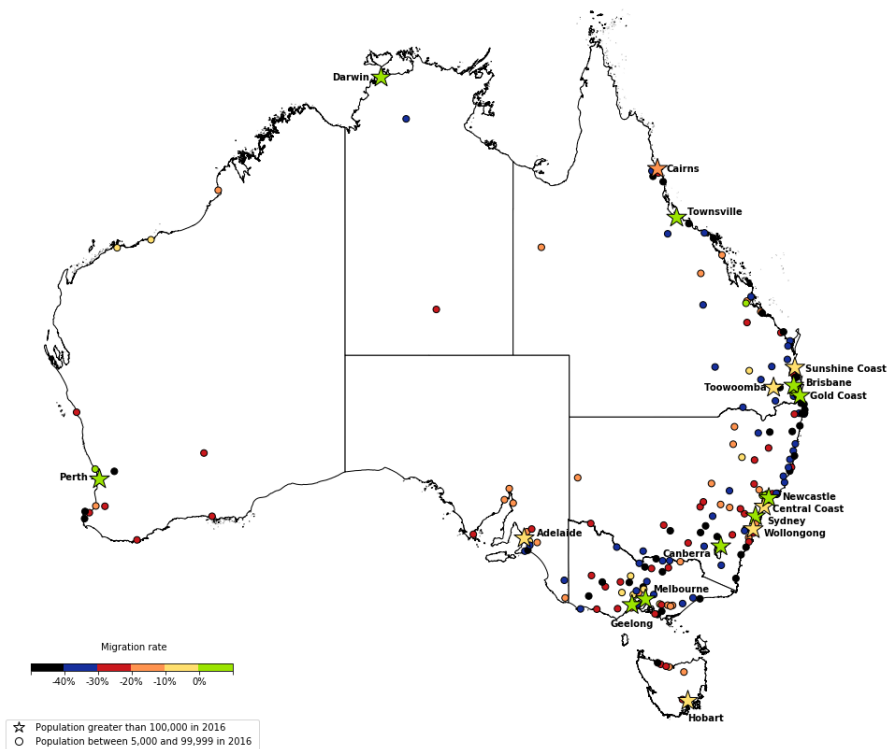 Darwin
Cairns
Townsville
Sunshine Coast
Brisbane
Toowoomba
Gold Coast
Perth
Newcastle
Central Coast
Sydney
Wollongong
Adelaide
Canberra
Melbourne
Geelong
Hobart
Migration rate
-40% -30% -20% -10% 0%
Population greater than 100,000 in 2016
Population between 5,000 and 99,999 in 2016